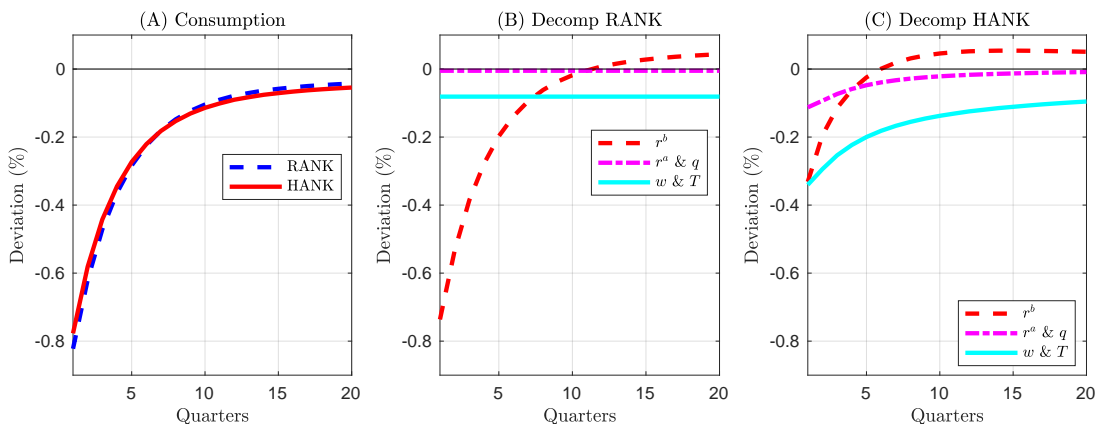 (A) Consumption
Deviation (%)
0
-0.2
-0.4
-0.6
-0.8
5
10
15
20
Quarters
RANK
HANK
(B) Decomp RANK
Deviation (%)
0
-0.2
-0.4
-0.6
-0.8
5
10
15
20
Quarters
r^b
r^a & q
w & T
(C) Decomp HANK
Deviation (%)
0
-0.2
-0.4
-0.6
-0.8
5
10
15
20
Quarters
r^b
r^a & q
w & T